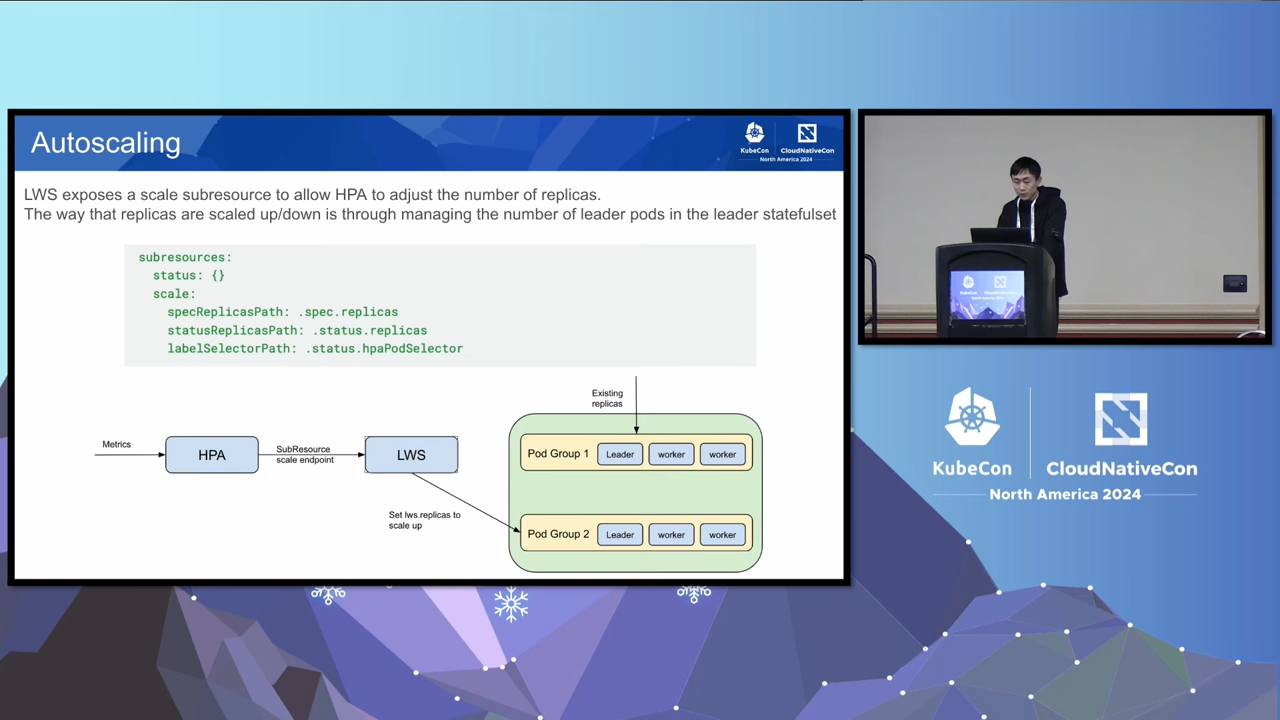 Autoscaling
KubeCon
CloudNativeCon
North America 2024
LWS exposes a scale subresource to allow HPA to adjust the number of replicas.
The way that replicas are scaled up/down is through managing the number of leader pods in the leader statefulset
subresources:
status: {}
scale:
specReplicasPath: .spec.replicas
statusReplicasPath: .status.replicas
labelSelectorPath: .status.hpaPodSelector
Existing
replicas
Metrics
HPA
SubResource
scale endpoint
LWS
Set lws.replicas to
scale up
Pod Group 1
Leader
worker
worker
Pod Group 2
Leader
worker
worker
KubeCon
CloudNativeCon
North America 2024